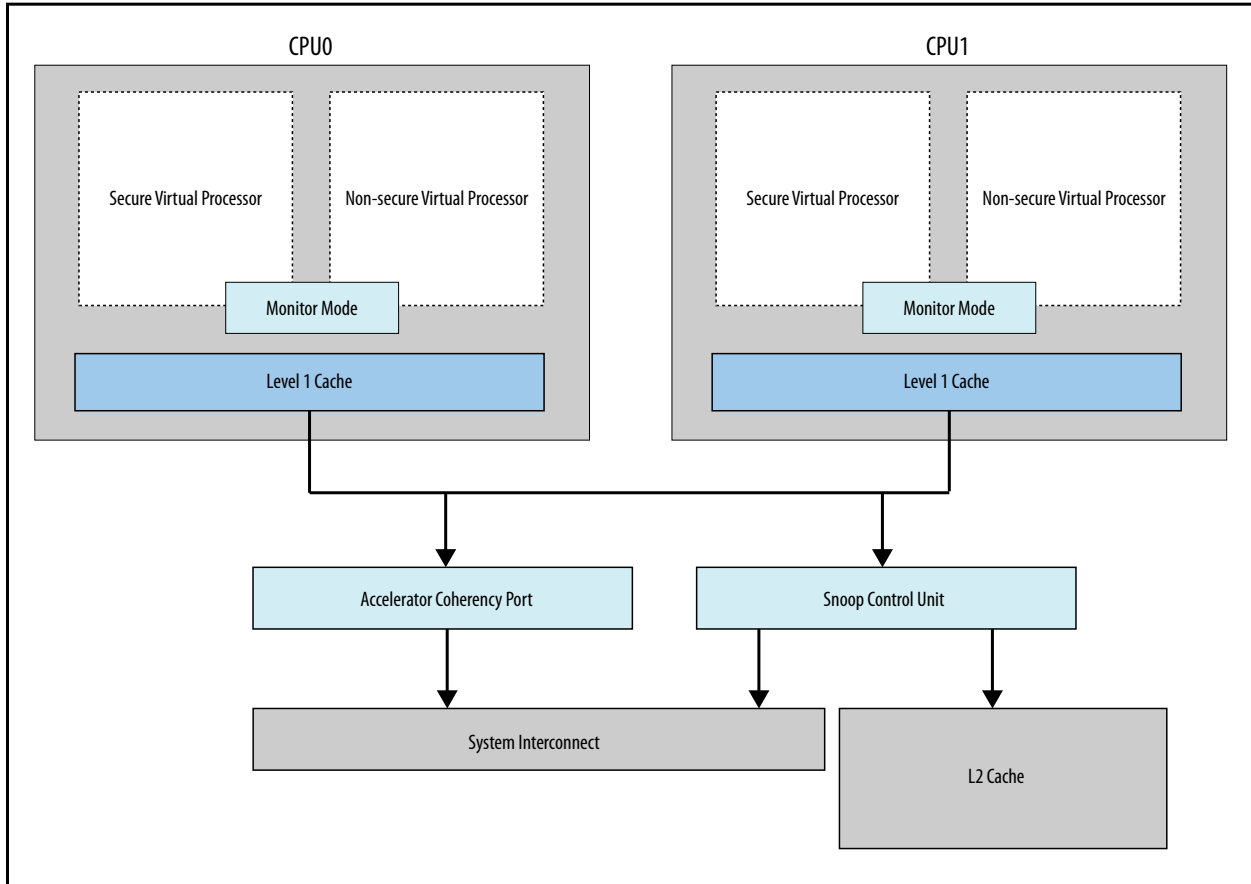 CPU0
CPU1
Secure Virtual Processor
Non-secure Virtual Processor
Secure Virtual Processor
Non-secure Virtual Processor
Monitor Mode
Monitor Mode
Level 1 Cache
Level 1 Cache
Accelerator Coherency Port
Snoop Control Unit
System Interconnect
L2 Cache